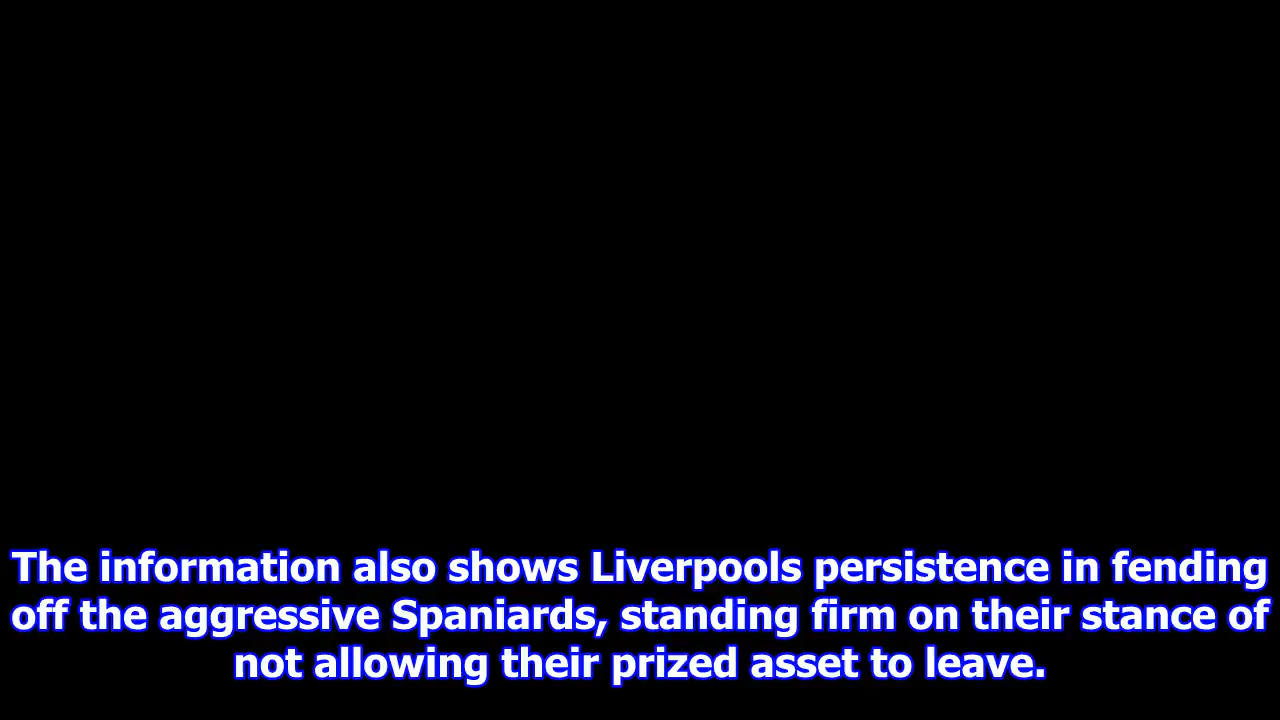 The information also shows Liverpools persistence in fending
off the aggressive Spaniards, standing firm on their stance of
not allowing their prized asset to leave.